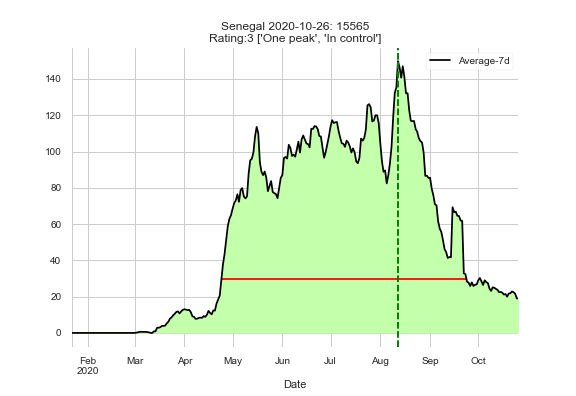 Senegal 2020-10-26: 15565
Rating:3 ['One peak', 'In control']
Average-7d
140
120
100
80
60
40
20
0
Feb Mar Apr May Jun Jul Aug Sep Oct
2020
Date